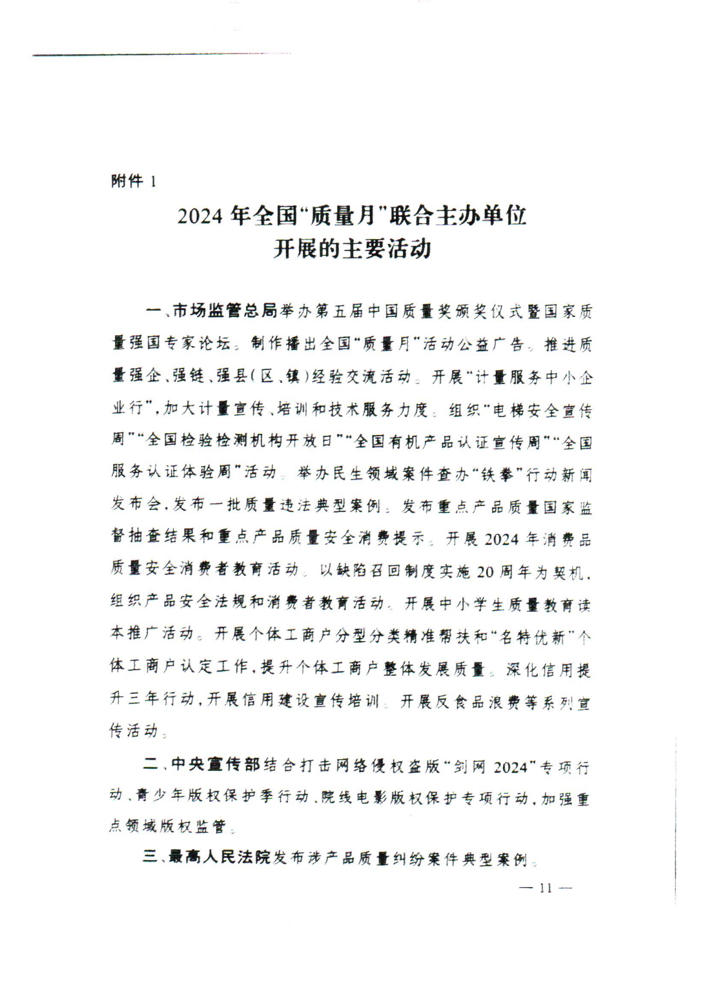 附件 1
2024 年全国“质量月”联合主办单位
开展的主要活动
一、市场监管总局举办第五届中国质量奖颁奖仪式暨国家质
量强国专家论坛。制作播出全国“质量月”活动公益广告。推进质
量强企、强链、强县(区、镇)经验交流活动。开展“计量服务中小企
业行”,加大计量宣传、培训和技术服务力度。组织“电梯安全宣传
周”“全国检验检测机构开放日”“全国有机产品认证宣传周”“全国
服务认证体验周”活动。举办民生领域案件查办“铁拳”行动新闻
发布会,发布一批质量违法典型案例。发布重点产品质量国家监
督抽查结果和重点产品质量安全消费提示。开展 2024 年消费品
质量安全消费者教育活动。以缺陷召回制度实施 20 周年为契机,
组织产品安全法规和消费者教育活动。开展中小学生质量教育读
本推广活动。开展个体工商户分型分类精准帮扶和“名特优新”个
体工商户认定工作,提升个体工商户整体发展质量。深化信用提
升三年行动,开展信用建设宣传培训。开展反食品浪费等系列宣
传活动。
二、中央宣传部结合打击网络侵权盗版“剑网 2024”专项行
动、青少年版权保护季行动、院线电影版权保护专项行动,加强重
点领域版权监管。
三、最高人民法院发布涉产品质量纠纷案件典型案例。
— 11 —